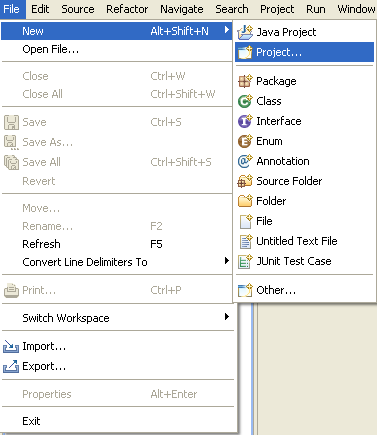 File Edit Source Refactor Navigate Search Project Run Window
New Alt+Shift+N
Open File...
Close Ctrl+W
Close All Ctrl+Shift+W
Save Ctrl+S
Save As...
Save All Ctrl+Shift+S
Revert
Move...
Rename... F2
Refresh F5
Convert Line Delimiters To
Print... Ctrl+P
Switch Workspace
Import...
Export...
Properties Alt+Enter
Exit
Java Project
Project...
Package
Class
Interface
Enum
Annotation
Source Folder
Folder
File
Untitled Text File
JUnit Test Case
Other...